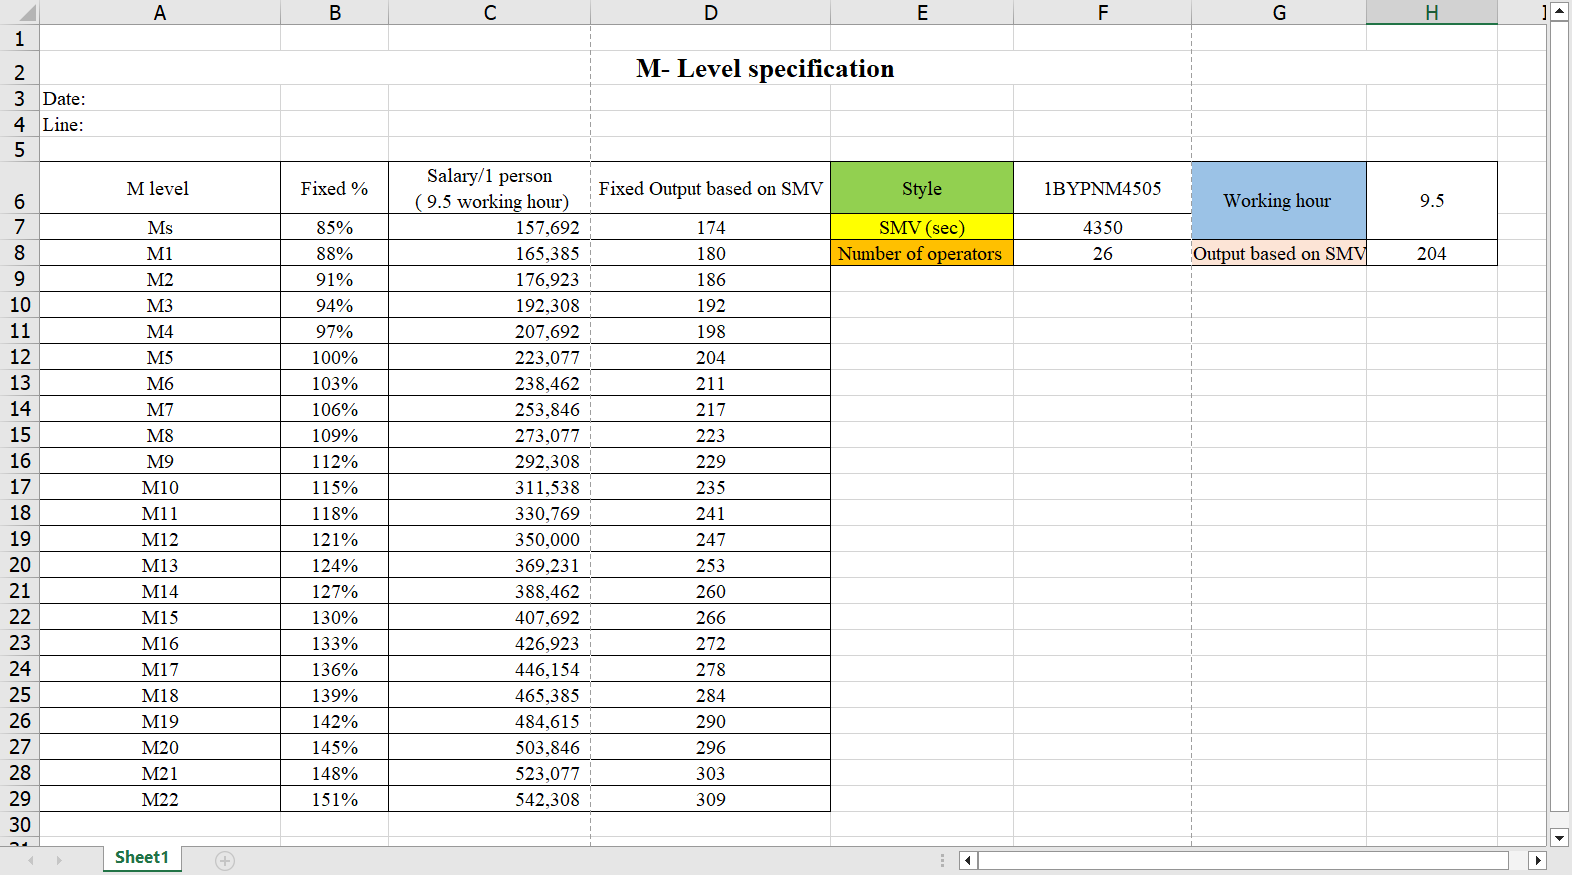 A B C D E F G H
1
2 M- Level specification
3 Date:
4 Line:
5
6 M level Fixed % Salary/1 person
( 9.5 working hour) Fixed Output based on SMV Style 1BYPNM4505 Working hour 9.5
7 Ms 85% 157,692 174 SMV (sec) 4350
8 M1 88% 165,385 180 Number of operators 26 Output based on SMV 204
9 M2 91% 176,923 186
10 M3 94% 192,308 192
11 M4 97% 207,692 198
12 M5 100% 223,077 204
13 M6 103% 238,462 211
14 M7 106% 253,846 217
15 M8 109% 273,077 223
16 M9 112% 292,308 229
17 M10 115% 311,538 235
18 M11 118% 330,769 241
19 M12 121% 350,000 247
20 M13 124% 369,231 253
21 M14 127% 388,462 260
22 M15 130% 407,692 266
23 M16 133% 426,923 272
24 M17 136% 446,154 278
25 M18 139% 465,385 284
26 M19 142% 484,615 290
27 M20 145% 503,846 296
28 M21 148% 523,077 303
29 M22 151% 542,308 309
30
Sheet1